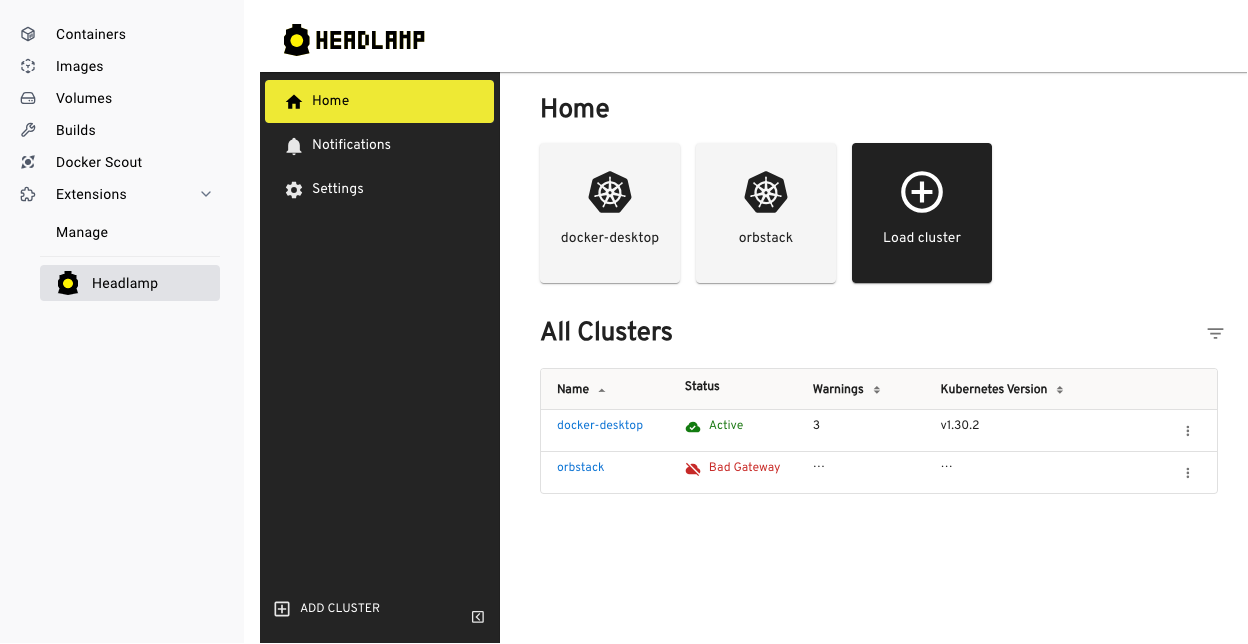 Containers
Images
Volumes
Builds
Docker Scout
Extensions
Manage
Headlamp
HEADLAMP
Home
Notifications
Settings
ADD CLUSTER
Home
docker-desktop
orbstack
Load cluster
All Clusters
Name Status Warnings Kubernetes Version
docker-desktop Active 3 v1.30.2
orbstack Bad Gateway ⋯ ⋯